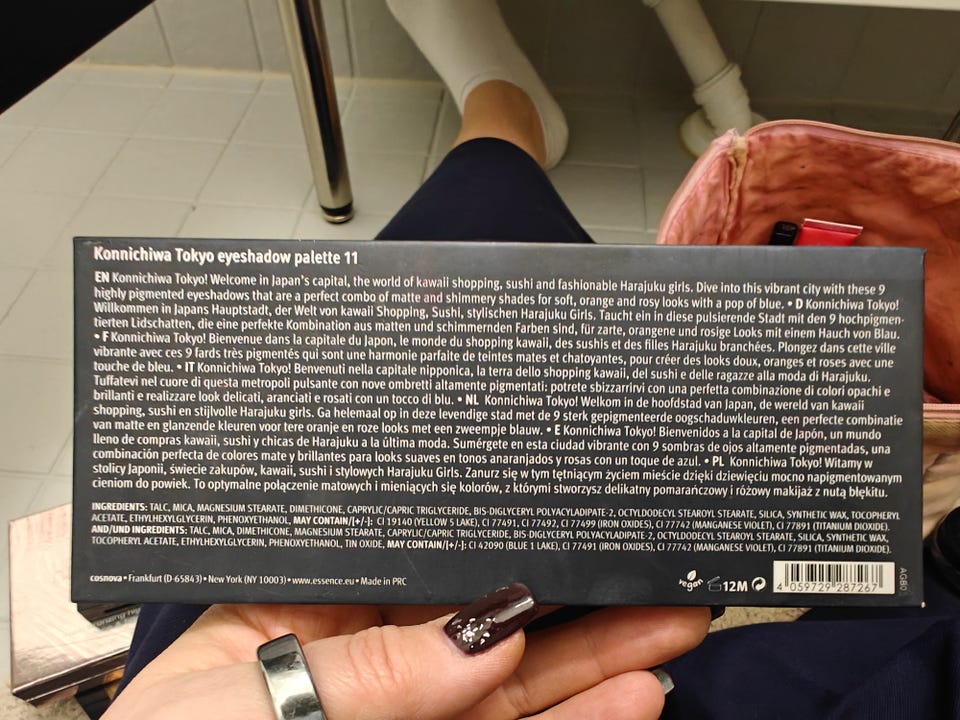 Konnichiwa Tokyo eyeshadow palette 11
EN Konnichiwa Tokyo! Welcome in Japan's capital, the world of kawaii shopping, sushi and fashionable Harajuku girls. Dive into this vibrant city with these 9
highly pigmented eyeshadows that are a perfect combo of matte and shimmery shades for soft, orange and rosy looks with a pop of blue. • D Konnichiwa Tokyo!
Willkommen in Japans Hauptstadt, der Welt von kawaii Shopping, Sushi, stylischen Harajuku Girls. Taucht ein in diese pulsierende Stadt mit den 9 hochpigmen-
tierten Lidschatten, die eine perfekte Kombination aus matten und schimmernden Farben sind, für zarte, orangene und rosige Looks mit einem Hauch von Blau.
• F Konnichiwa Tokyo! Bienvenue dans la capitale du Japon, le monde du shopping kawaii, des sushis et des filles Harajuku branchées. Plongez dans cette ville
vibrante avec ces 9 fards très pigmentés qui sont une harmonie parfaite de teintes mates et chatoyantes, pour créer des looks doux, oranges et roses avec une
touche de bleu. • IT Konnichiwa Tokyo! Benvenuti nella capitale nipponica, la terra dello shopping kawaii, del sushi e delle ragazze alla moda di Harajuku.
Tuffatevi nel cuore di questa metropoli pulsante con nove ombretti altamente pigmentati: potrete sbizzarrirvi con una perfetta combinazione di colori opachi e
brillanti e realizzare look delicati, aranciati e rosati con un tocco di blu. • NL Konnichiwa Tokyo! Welkom in de hoofdstad van Japan, de wereld van kawaii
shopping, sushi en stijlvolle Harajuku girls. Ga helemaal op in deze levendige stad met de 9 sterk gepigmenteerde oogschaduwkleuren, een perfecte combinatie
van matte en glanzende kleuren voor tere oranje en roze looks met een zweempje blauw. • E Konnichiwa Tokyo! Bienvenidos a la capital de Japón, un mundo
lleno de compras kawaii, sushi y chicas de Harajuku a la última moda. Sumérgete en esta ciudad vibrante con 9 sombras de ojos altamente pigmentadas, una
combinación perfecta de colores mate y brillantes para looks suaves en tonos anaranjados y rosas con un toque de azul. • PL Konnichiwa Tokyo! Witamy w
stolicy Japonii, świecie zakupów, kawaii, sushi i stylowych Harajuku Girls. Zanurz się w tym tętniącym życiem mieście dzięki dziewięciu mocno napigmentowanym
cieniom do powiek. To optymalne połączenie matowych i mieniących się kolorów, z którymi stworzysz delikatny pomarańczowy i różowy makijaż z nutą błękitu.
INGREDIENTS: TALC, MICA, MAGNESIUM STEARATE, DIMETHICONE, CAPRYLIC/CAPRIC TRIGLYCERIDE, BIS-DIGLYCERYL POLYACYLADIPATE-2, OCTYLDODECYL STEAROYL STEARATE, SILICA, SYNTHETIC WAX, TOCOPHERYL
ACETATE, ETHYLHEXYLGLYCERIN, PHENOXYETHANOL, MAY CONTAIN/[+/-]: CI 19140 (YELLOW 5 LAKE), CI 77491, CI 77492, CI 77499 (IRON OXIDES), CI 77742 (MANGANESE VIOLET), CI 77891 (TITANIUM DIOXIDE).
AND/UND INGREDIENTS: TALC, MICA, DIMETHICONE, MAGNESIUM STEARATE, CAPRYLIC/CAPRIC TRIGLYCERIDE, BIS-DIGLYCERYL POLYACYLADIPATE-2, OCTYLDODECYL STEAROYL STEARATE, SILICA, SYNTHETIC WAX,
TOCOPHERYL ACETATE, ETHYLHEXYLGLYCERIN, PHENOXYETHANOL, TIN OXIDE. MAY CONTAIN/[+/-]: CI 42090 (BLUE 1 LAKE), CI 77491 (IRON OXIDES), CI 77742 (MANGANESE VIOLET), CI 77891 (TITANIUM DIOXIDE).
cosnova • Frankfurt (D-65843) • New York (NY 10003) • www.essence.eu • Made in PRC
vegan
12M
4 059729 287267
AG80